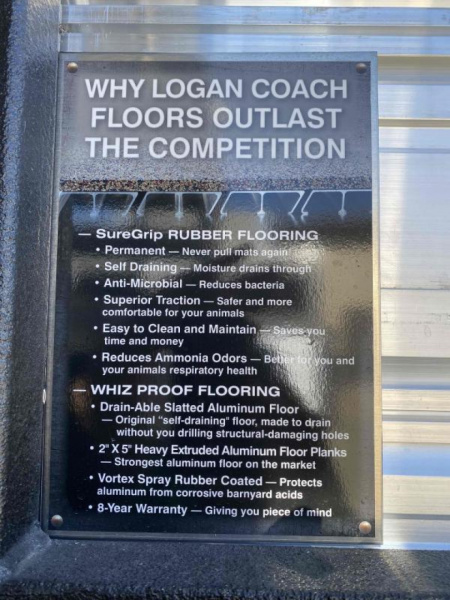 WHY LOGAN COACH
FLOORS OUTLAST
THE COMPETITION
— SureGrip RUBBER FLOORING
• Permanent — Never pull mats again!
• Self Draining — Moisture drains through
• Anti-Microbial — Reduces bacteria
• Superior Traction — Safer and more
comfortable for your animals
• Easy to Clean and Maintain — Saves you
time and money
• Reduces Ammonia Odors — Better for you and
your animals respiratory health
— WHIZ PROOF FLOORING
• Drain-Able Slatted Aluminum Floor
— Original "self-draining" floor, made to drain
without you drilling structural-damaging holes
• 2" X 5" Heavy Extruded Aluminum Floor Planks
— Strongest aluminum floor on the market
• Vortex Spray Rubber Coated — Protects
aluminum from corrosive barnyard acids
• 8-Year Warranty — Giving you piece of mind